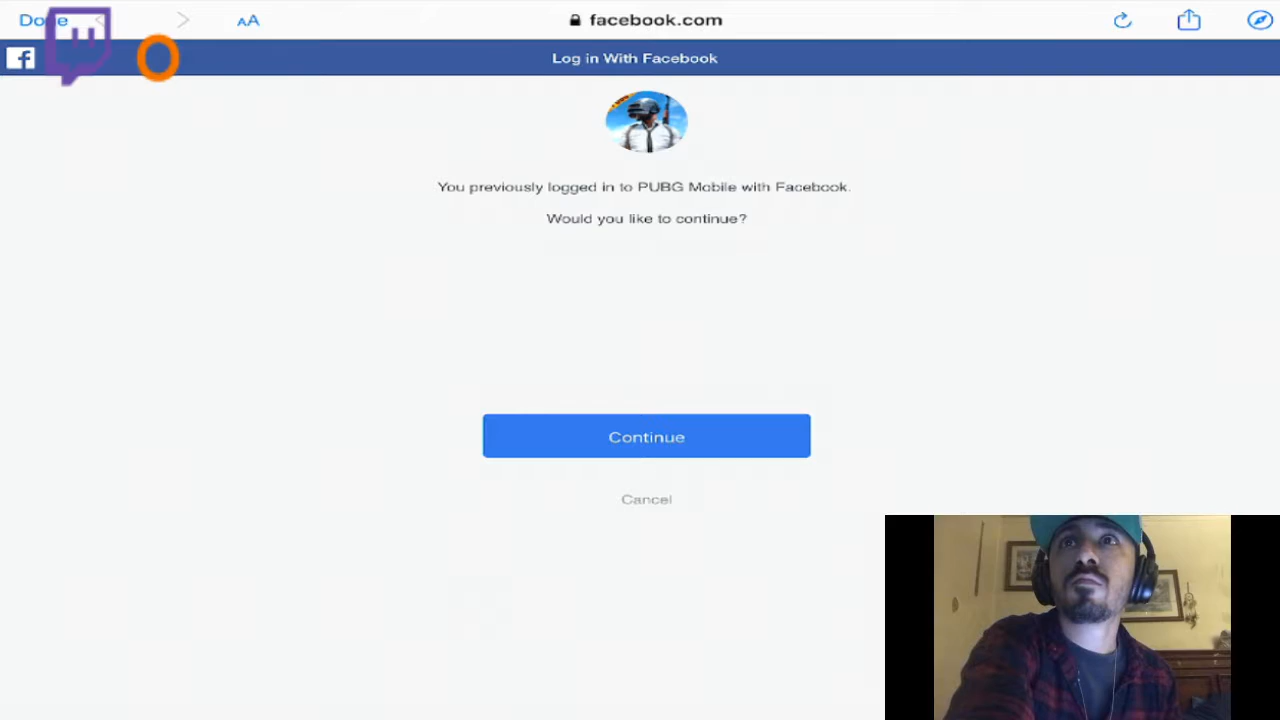 Done
AA
facebook.com
Log in With Facebook
You previously logged in to PUBG Mobile with Facebook.
Would you like to continue?
Continue
Cancel